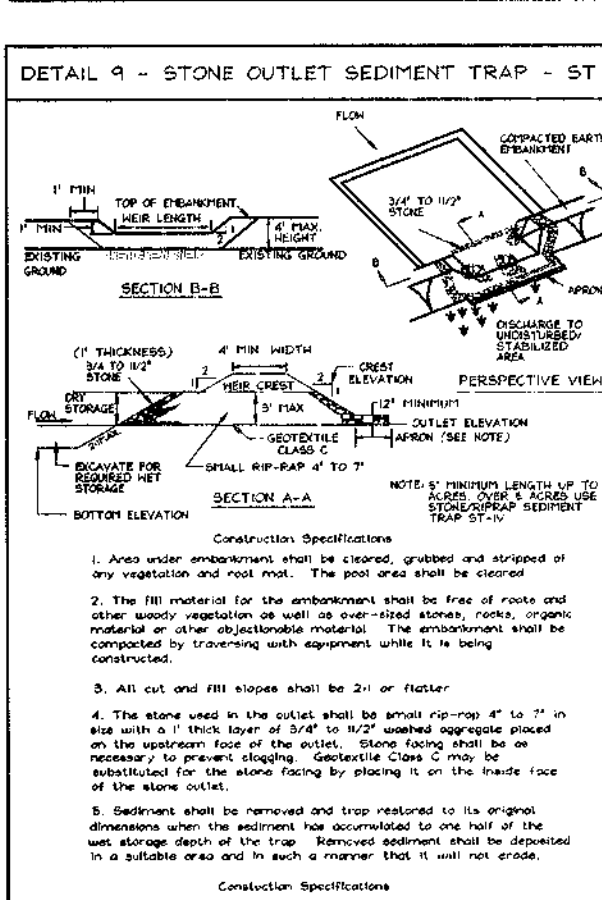 DETAIL 9 - STONE OUTLET SEDIMENT TRAP - ST
FLOW
COMPACTED EARTH
EMBANKMENT
B
3/4" TO 1 1/2"
STONE
A
B
A
APRON
DISCHARGE TO
UNDISTURBED/
STABILIZED
AREA
PERSPECTIVE VIEW
1' MIN
TOP OF EMBANKMENT
WEIR LENGTH
1' MIN
1
2
4' MAX.
HEIGHT
EXISTING
GROUND
EXISTING GROUND
SECTION B-B
(1' THICKNESS)
3/4 TO 1 1/2"
STONE
4' MIN WIDTH
2
1
WEIR CREST
2
1
CREST
ELEVATION
DRY
STORAGE
3' MAX
12" MINIMUM
FLOW
OUTLET ELEVATION
GEOTEXTILE
CLASS C
APRON (SEE NOTE)
2:1 MAX
EXCAVATE FOR
REQUIRED WET
STORAGE
SMALL RIP-RAP 4" TO 7"
SECTION A-A
BOTTOM ELEVATION
NOTE: 5' MINIMUM LENGTH UP TO
ACRES. OVER ACRES USE
STONE/RIPRAP SEDIMENT
TRAP ST-IV
Construction Specifications
1. Area under embankment shall be cleared, grubbed and stripped of
any vegetation and root mat. The pool area shall be cleared
2. The fill material for the embankment shall be free of roots and
other woody vegetation as well as over-sized stones, rocks, organic
material or other objectionable material The embankment shall be
compacted by traversing with equipment while it is being
constructed.
3. All cut and fill slopes shall be 2:1 or flatter
4. The stone used in the outlet shall be small rip-rap 4" to 7" in
size with a 1' thick layer of 3/4" to 1 1/2" washed aggregate placed
on the upstream face of the outlet. Stone facing shall be as
necessary to prevent clogging. Geotextile Class C may be
substituted for the stone facing by placing it on the inside face
of the stone outlet.
5. Sediment shall be removed and trap restored to its original
dimensions when the sediment has accumulated to one half of the
wet storage depth of the trap Removed sediment shall be deposited
in a suitable area and in such a manner that it will not erode.
Constuction Specifications